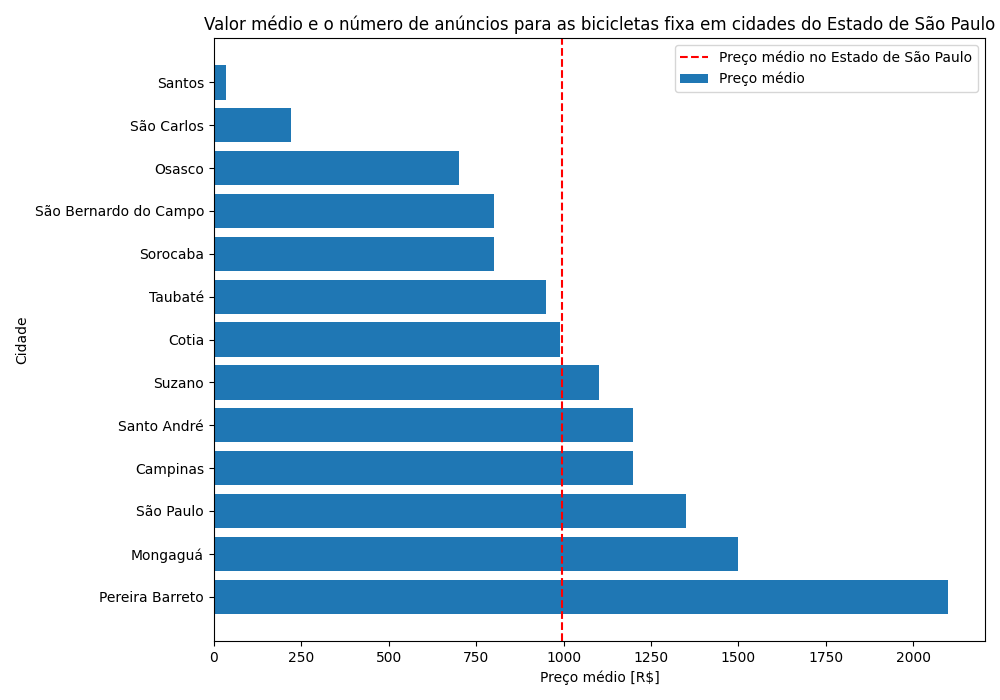 Valor médio e o número de anúncios para as bicicletas fixa em cidades do Estado de São Paulo
Preço médio no Estado de São Paulo
Preço médio
Santos
São Carlos
Osasco
São Bernardo do Campo
Sorocaba
Taubaté
Cotia
Suzano
Santo André
Campinas
São Paulo
Mongaguá
Pereira Barreto
Cidade
0 250 500 750 1000 1250 1500 1750 2000
Preço médio [R$]